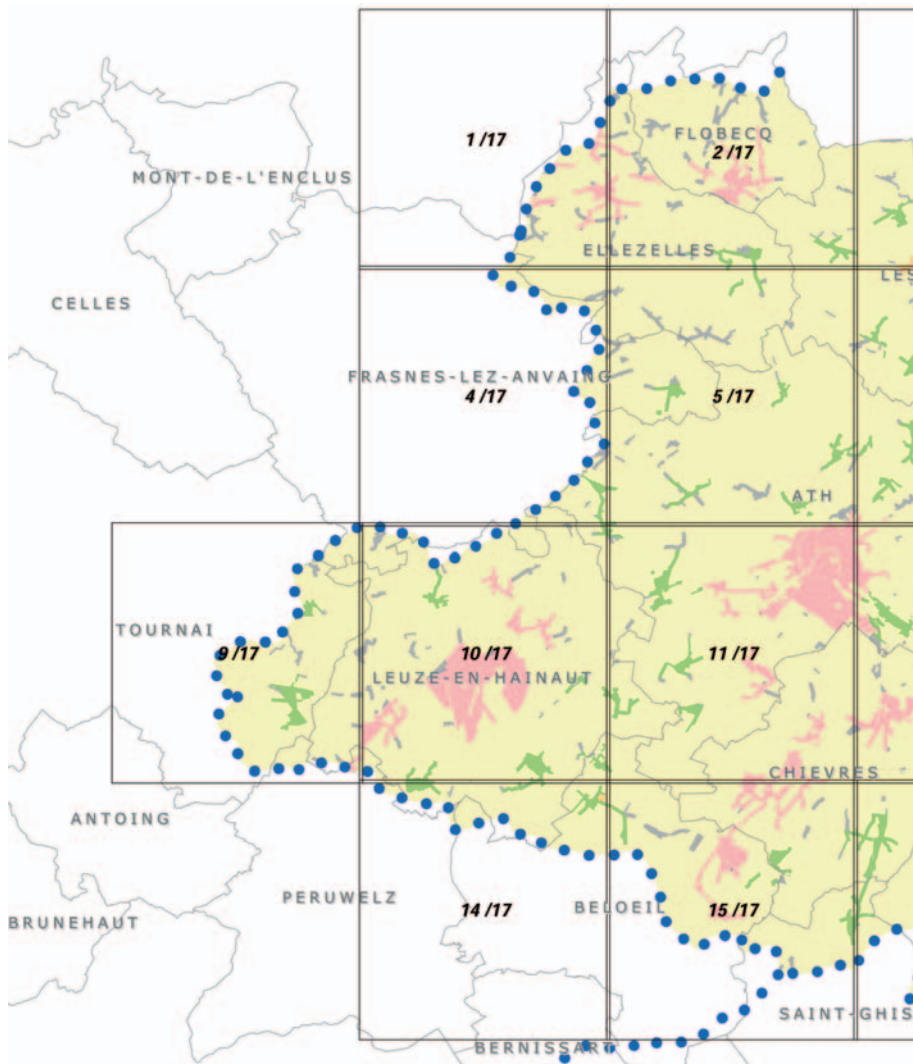 1 /17
FLOBECQ
2 /17
MONT-DE-L'ENCLUS
ELLEZELLES
LES
CELLES
FRASNES-LEZ-ANVAING
4 /17
5 /17
ATH
TOURNAI
9 /17
10 /17
11 /17
LEUZE-EN-HAINAUT
CHIEVRES
ANTOING
PERUWELZ
BELOEIL
14 /17
15 /17
BRUNEHAUT
SAINT-GHIS
BERNISSART